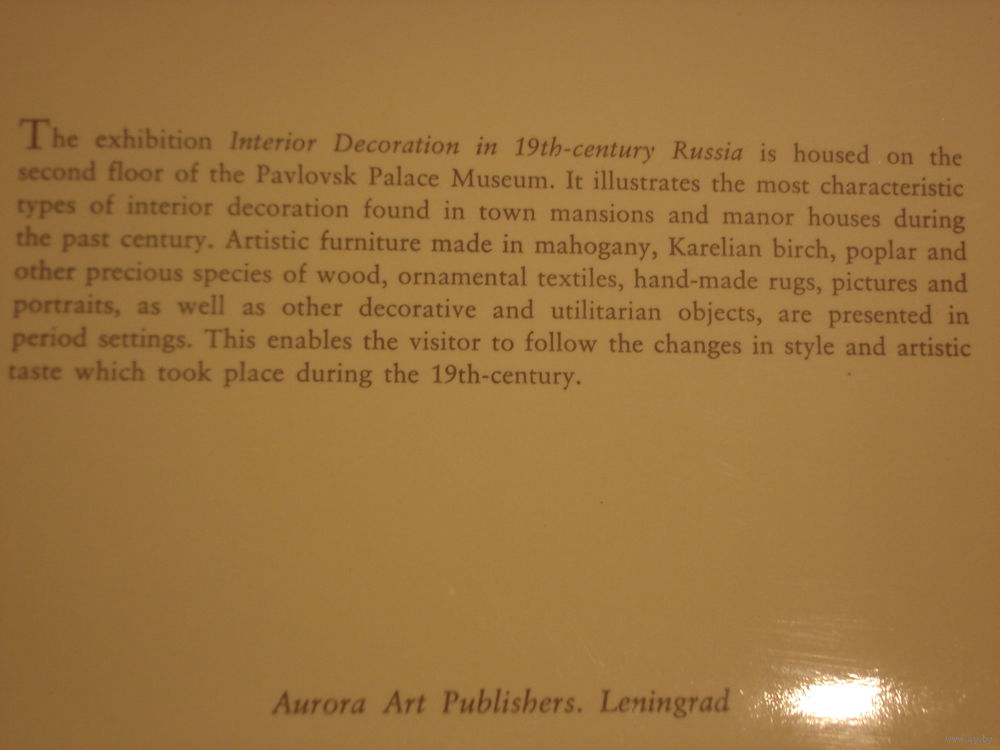 The exhibition Interior Decoration in 19th-century Russia is housed on the
second floor of the Pavlovsk Palace Museum. It illustrates the most characteristic
types of interior decoration found in town mansions and manor houses during
the past century. Artistic furniture made in mahogany, Karelian birch, poplar and
other precious species of wood, ornamental textiles, hand-made rugs, pictures and
portraits, as well as other decorative and utilitarian objects, are presented in
period settings. This enables the visitor to follow the changes in style and artistic
taste which took place during the 19th-century.
Aurora Art Publishers. Leningrad